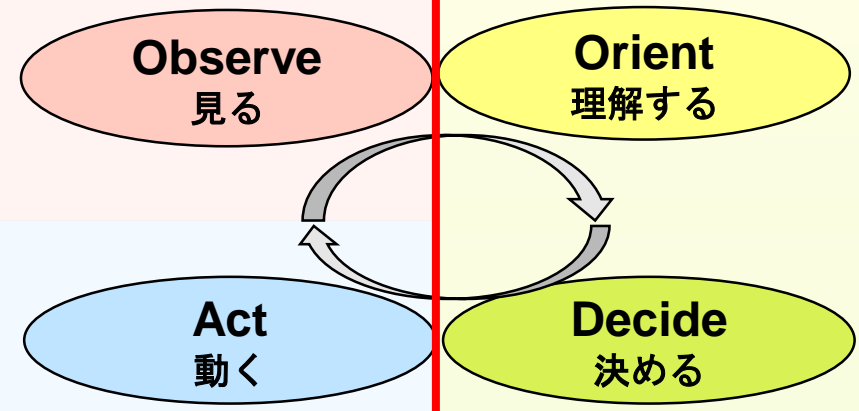 Observe
見る
Orient
理解する
Act
動く
Decide
決める